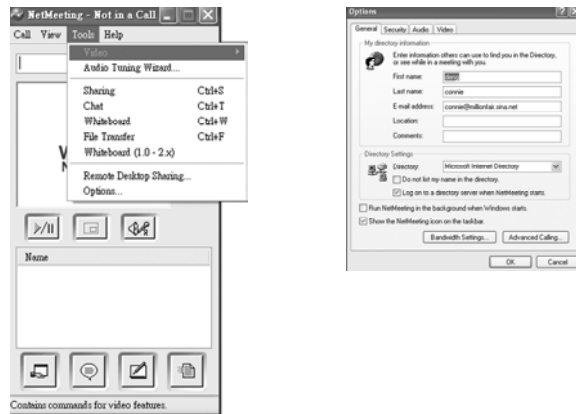 NetMeeting - Not in a Call
Call View Tools Help
Video
Audio Tuning Wizard...
Sharing Ctrl+S
Chat Ctrl+T
Whiteboard Ctrl+W
File Transfer Ctrl+F
Whiteboard (1.0 - 2.x)
Remote Desktop Sharing...
Options...
Name
Contains commands for video features.
Options
General Security Audio Video
My directory information
Enter information others can use to find you in the Directory,
or see while in a meeting with you.
First name:
Last name: connie
E-mail address: connie@millionfair.sina.net
Location:
Comments:
Directory Settings
Directory: Microsoft Internet Directory
Do not list my name in the directory.
Log on to a directory server when NetMeeting starts.
Run NetMeeting in the background when Windows starts.
Show the NetMeeting icon on the taskbar.
Bandwidth Settings... Advanced Calling...
OK Cancel